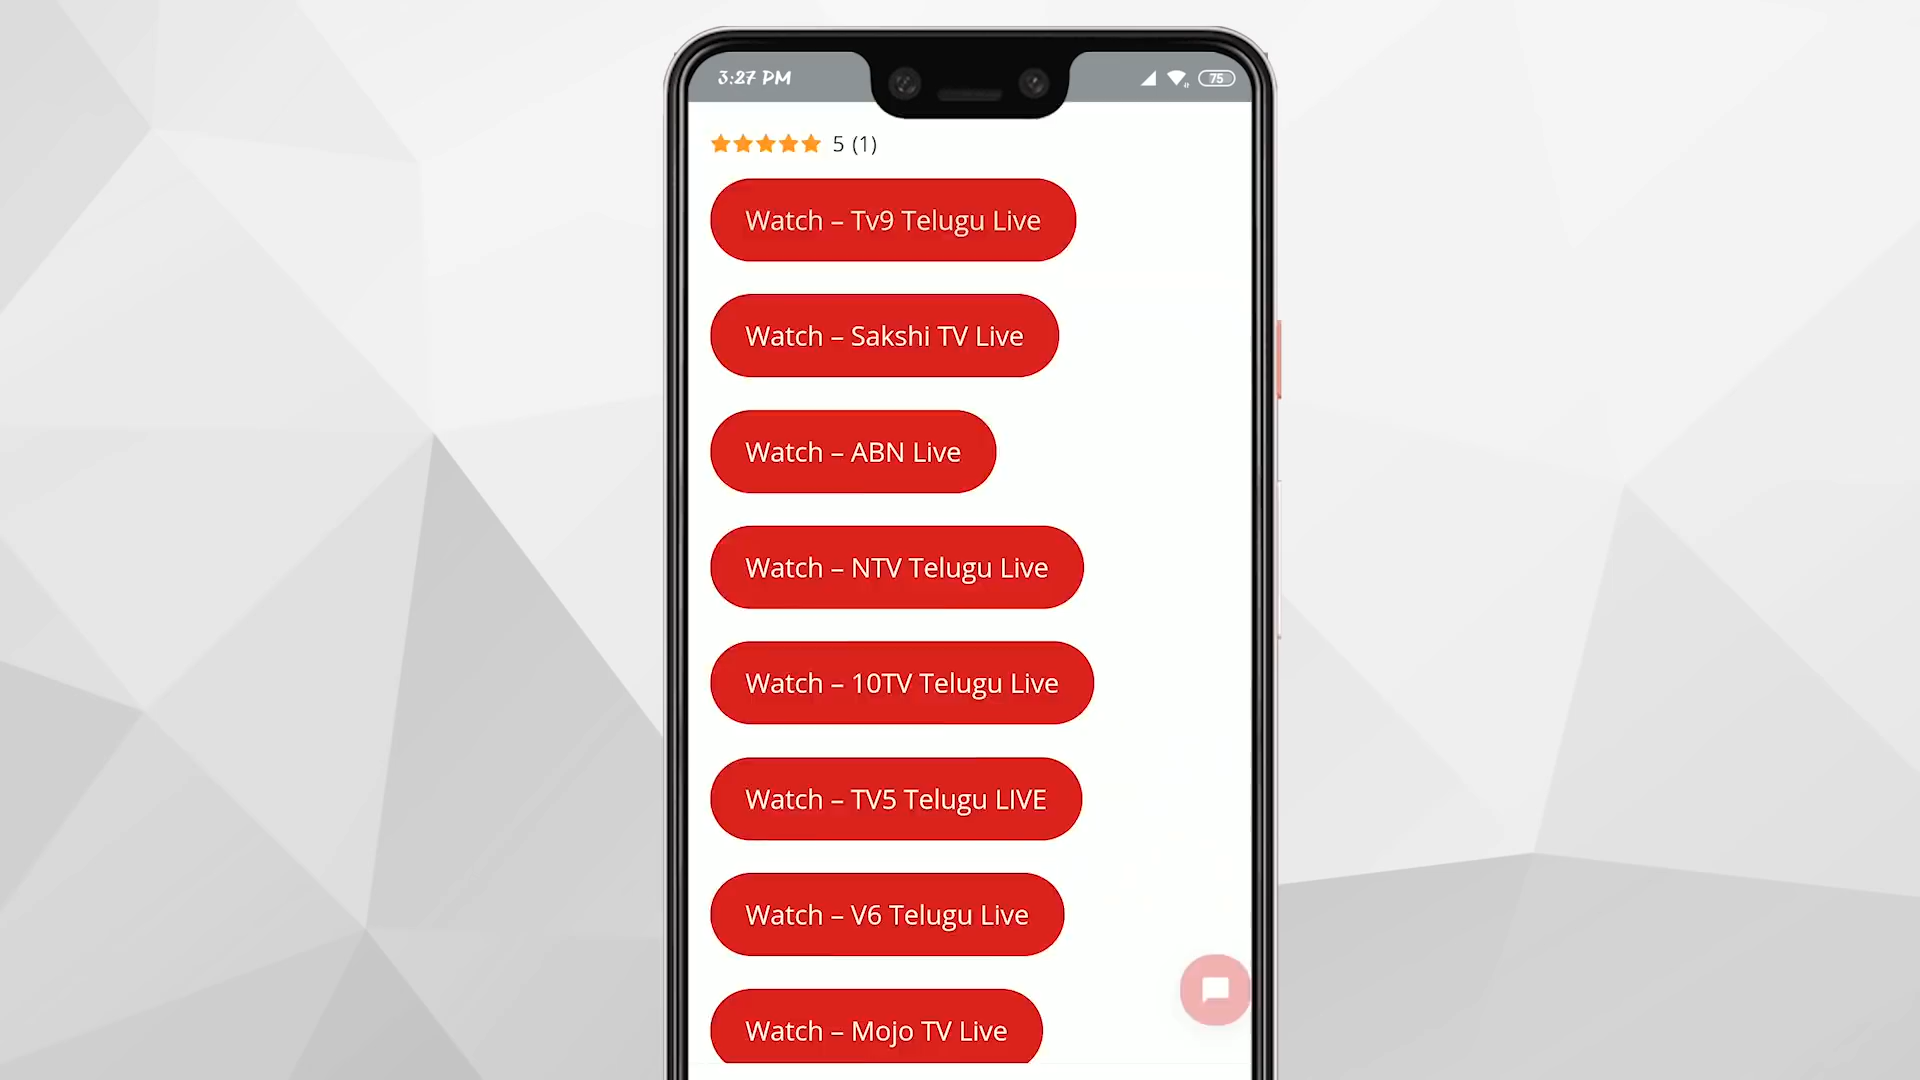 3:27 PM
75
5 (1)
Watch – Tv9 Telugu Live
Watch – Sakshi TV Live
Watch – ABN Live
Watch – NTV Telugu Live
Watch – 10TV Telugu Live
Watch – TV5 Telugu LIVE
Watch – V6 Telugu Live
Watch – Mojo TV Live